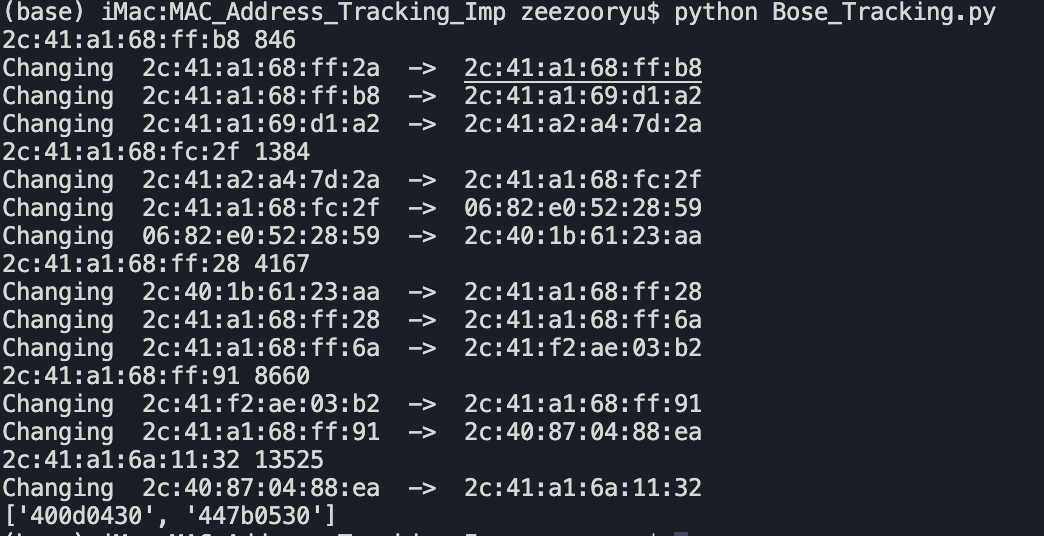 (base) iMac:MAC_Address_Tracking_Imp zeezooryu$ python Bose_Tracking.py
2c:41:a1:68:ff:b8 846
Changing  2c:41:a1:68:ff:2a  ->  2c:41:a1:68:ff:b8
Changing  2c:41:a1:68:ff:b8  ->  2c:41:a1:69:d1:a2
Changing  2c:41:a1:69:d1:a2  ->  2c:41:a2:a4:7d:2a
2c:41:a1:68:fc:2f 1384
Changing  2c:41:a2:a4:7d:2a  ->  2c:41:a1:68:fc:2f
Changing  2c:41:a1:68:fc:2f  ->  06:82:e0:52:28:59
Changing  06:82:e0:52:28:59  ->  2c:40:1b:61:23:aa
2c:41:a1:68:ff:28 4167
Changing  2c:40:1b:61:23:aa  ->  2c:41:a1:68:ff:28
Changing  2c:41:a1:68:ff:28  ->  2c:41:a1:68:ff:6a
Changing  2c:41:a1:68:ff:6a  ->  2c:41:f2:ae:03:b2
2c:41:a1:68:ff:91 8660
Changing  2c:41:f2:ae:03:b2  ->  2c:41:a1:68:ff:91
Changing  2c:41:a1:68:ff:91  ->  2c:40:87:04:88:ea
2c:41:a1:6a:11:32 13525
Changing  2c:40:87:04:88:ea  ->  2c:41:a1:6a:11:32
['400d0430', '447b0530']